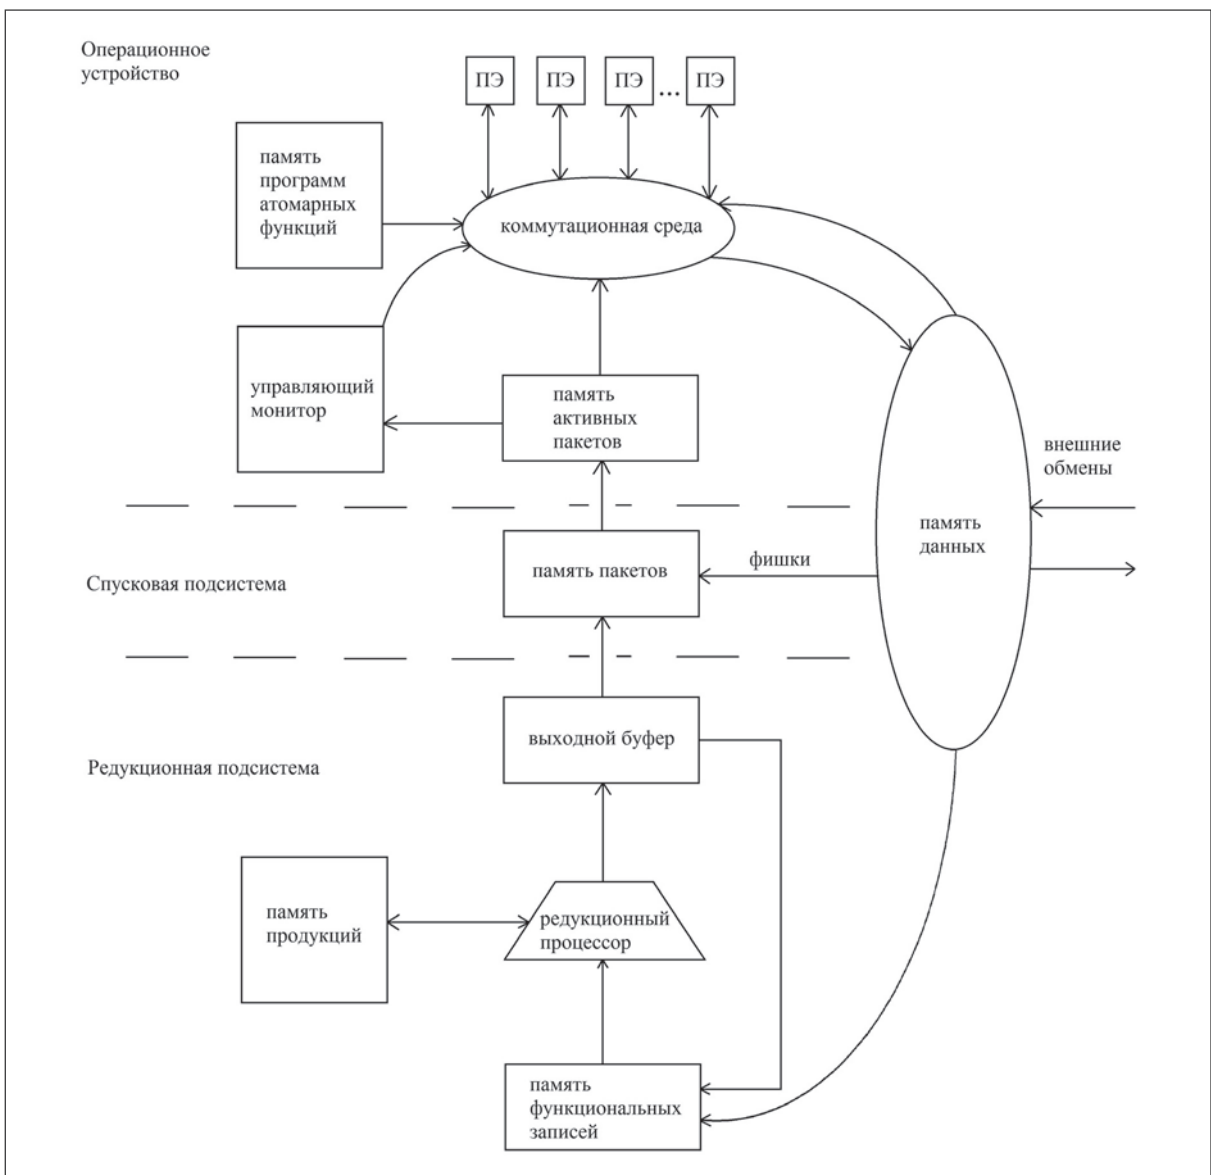 Операционное
устройство
ПЭ ПЭ ПЭ ... ПЭ
память
программ
атомарных
функций
коммутационная среда
управляющий
монитор
память
активных
пакетов
внешние
обмены
память
данных
фишки
память пакетов
Спусковая подсистема
выходной буфер
Редукционная подсистема
память
продукций
редукционный
процессор
память
функциональных
записей